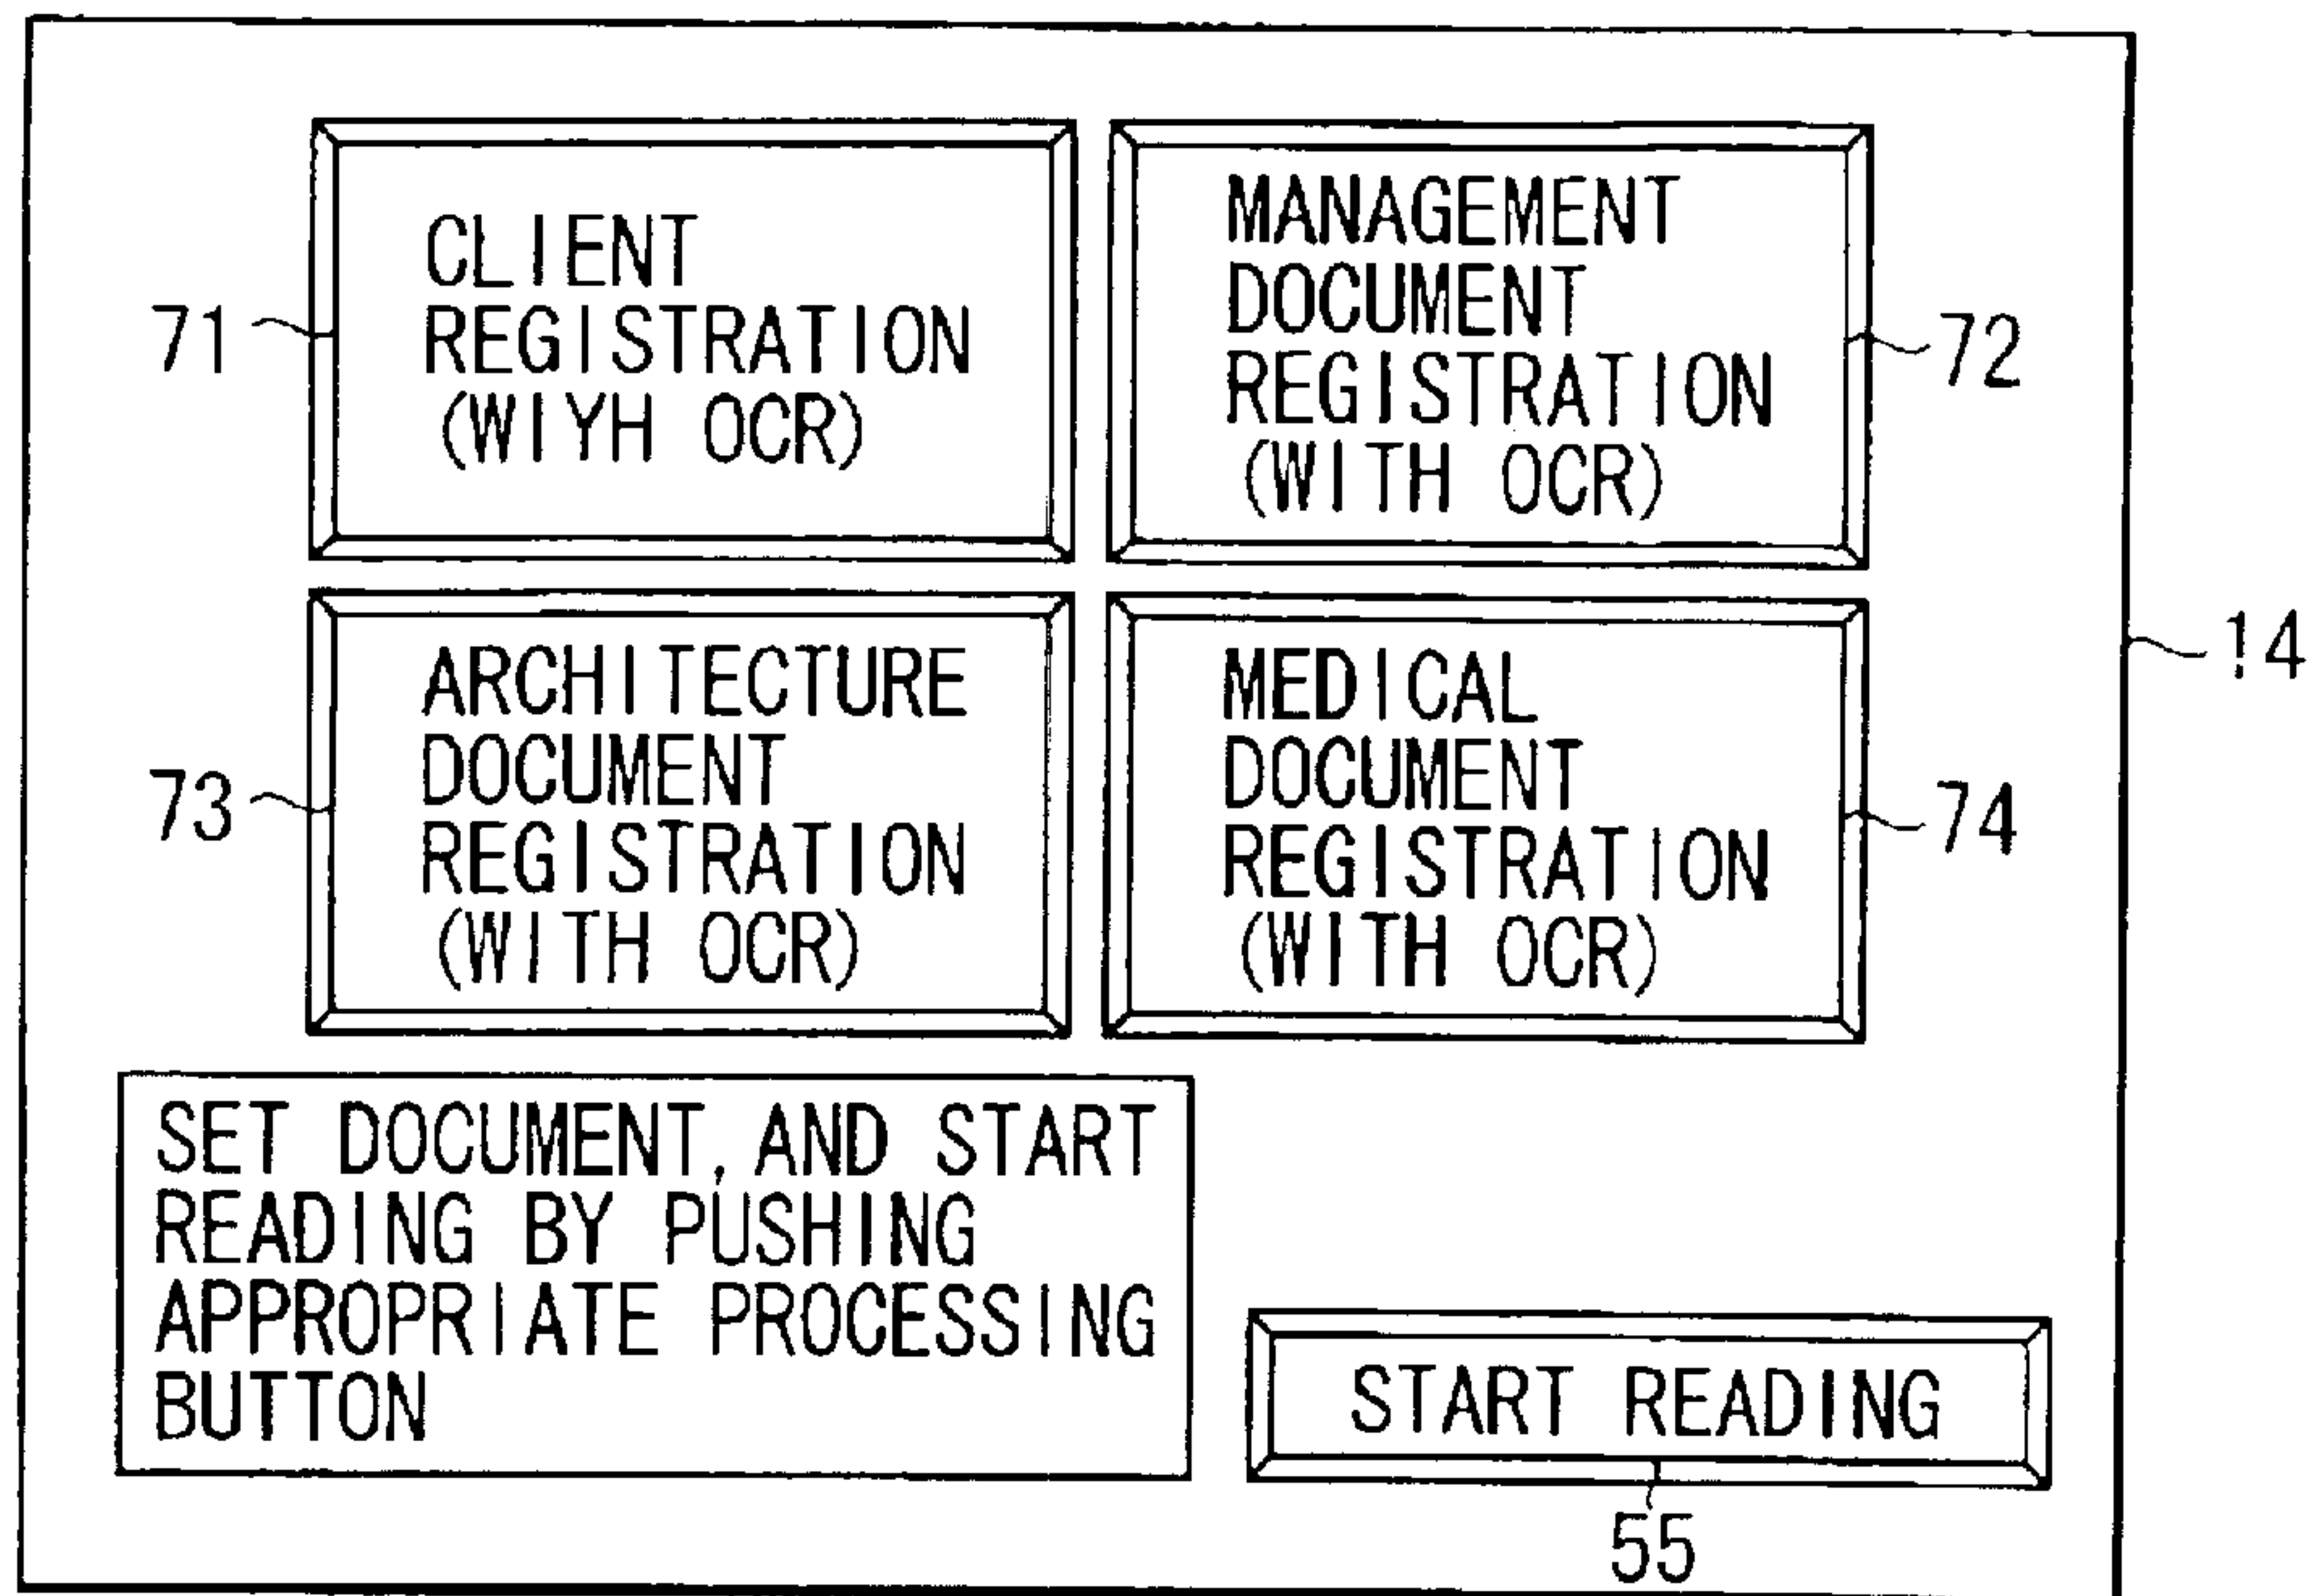 CLIENT
REGISTRATION
(WIYH OCR)
71
MANAGEMENT
DOCUMENT
REGISTRATION
(WITH OCR)
72
ARCHITECTURE
DOCUMENT
REGISTRATION
(WITH OCR)
73
MEDICAL
DOCUMENT
REGISTRATION
(WITH OCR)
74
14
SET DOCUMENT, AND START
READING BY PUSHING
APPROPRIATE PROCESSING
BUTTON
START READING
55